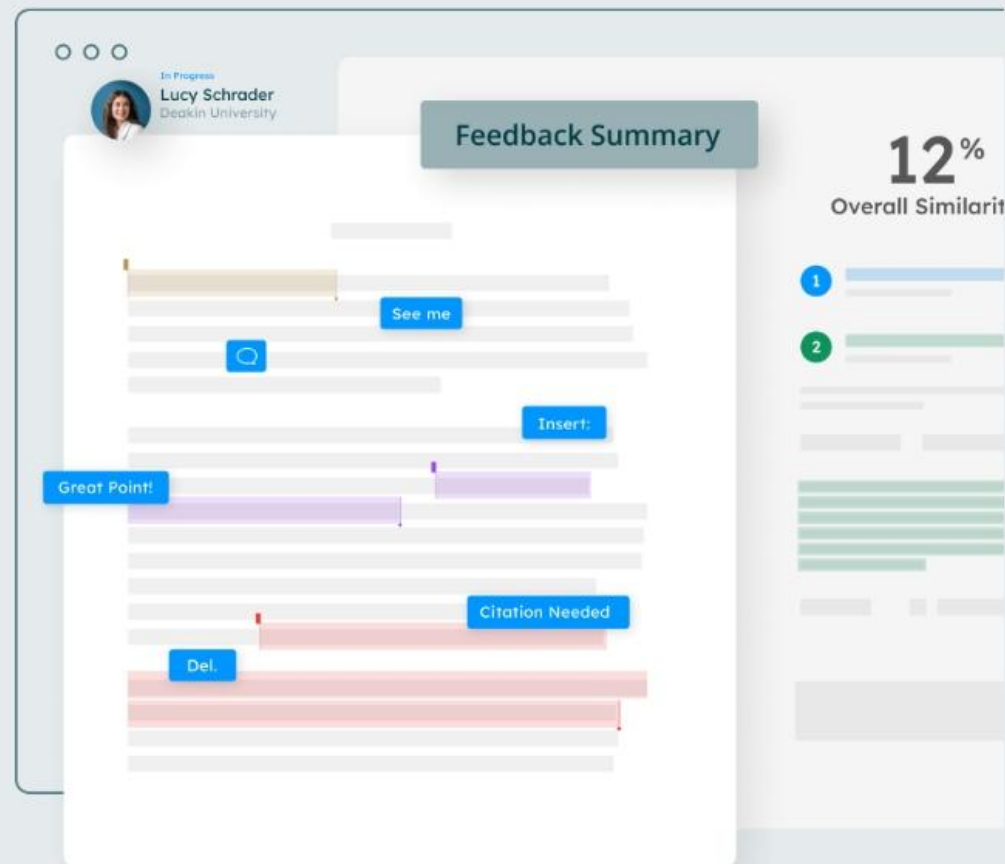 In Progress
Lucy Schrader
Deakin University
Feedback Summary
12%
Overall Similarit
1
2
See me
Insert:
Great Point!
Citation Needed
Del.